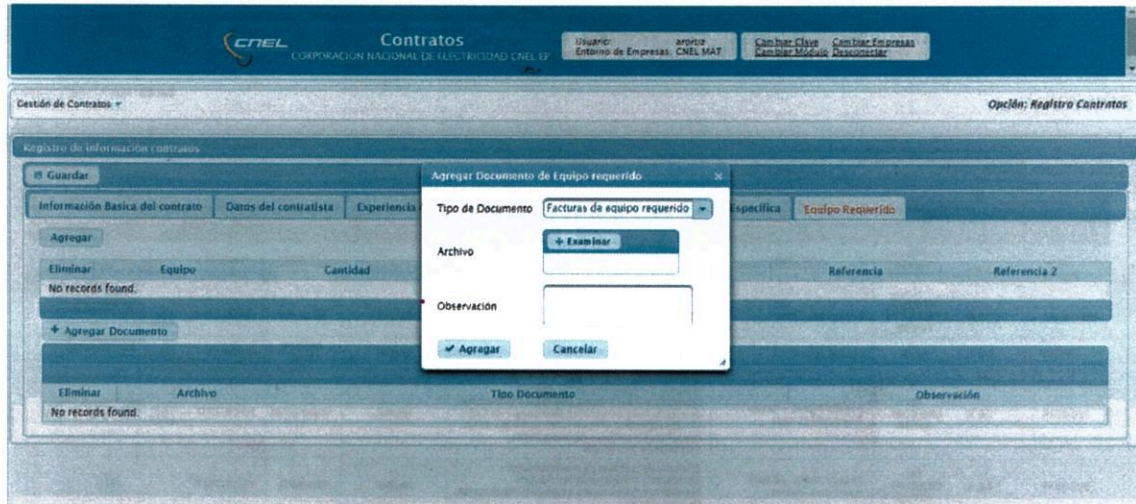 CNEL
Contratos
CORPORACION NACIONAL DE ELECTRICIDAD CNEL EP
Usuario: arortiz
Entorno de Empresas: CNEL MAT
Cambiar Clave Cambiar Empresas
Cambiar Módulo Desconectar
Gestión de Contratos
Opción: Registro Contratos
Registro de información contratos
Guardar
Información Basica del contrato Datos del contratista Experiencia Especifica Equipo Requerido
Agregar
Eliminar Equipo Cantidad Referencia Referencia 2
No records found.
+ Agregar Documento
Eliminar Archivo Tipo Documento Observación
No records found.
Agregar Documento de Equipo requerido
Tipo de Documento Facturas de equipo requerido
Archivo + Examinar
Observación
Agregar Cancelar